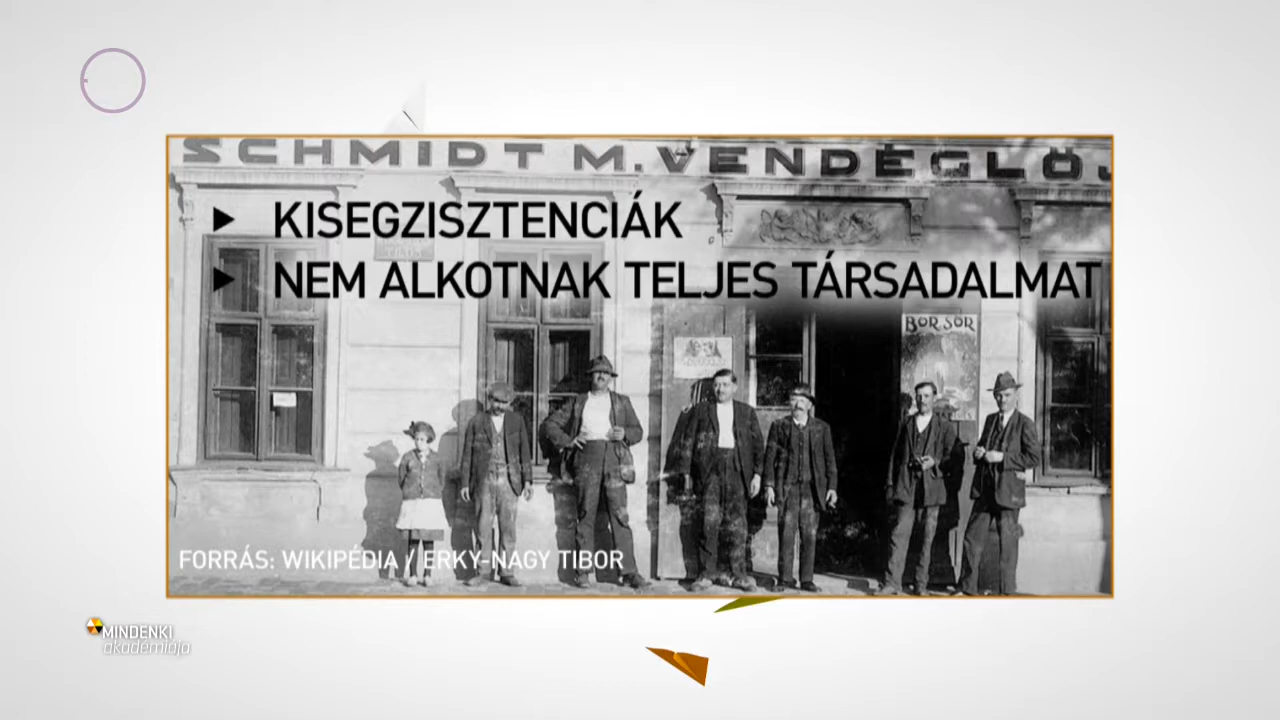 SCHMIDT M. VENDÉGLŐJ
KISEGZISZTENCIÁK
NEM ALKOTNAK TELJES TÁRSADALMAT
BOR SÖR
FORRÁS: WIKIPÉDIA / ERKY-NAGY TIBOR
MINDENKI
akadémiája